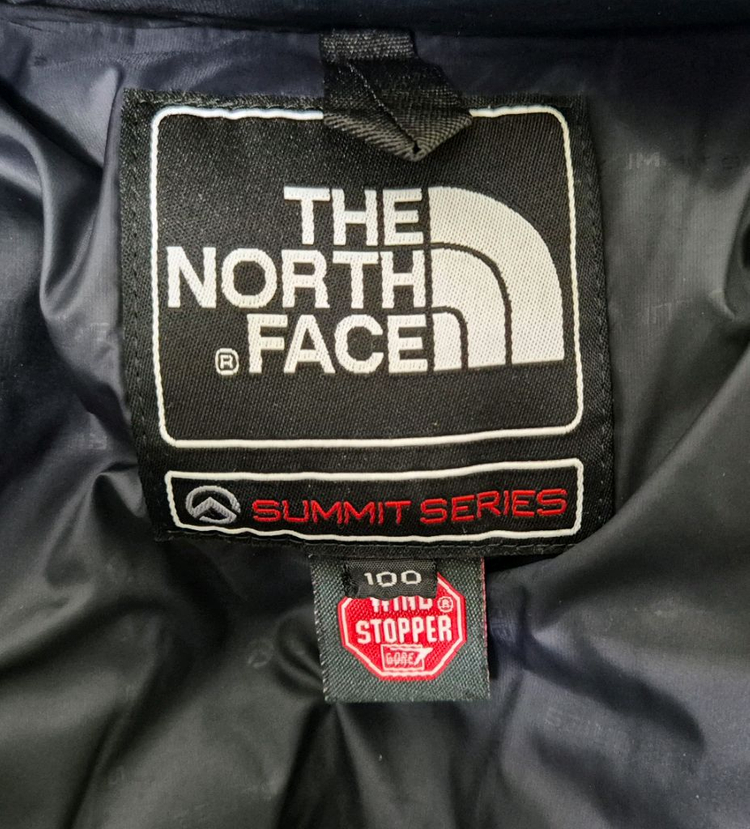 THE
NORTH
® FACE
SUMMIT SERIES
100
WIND ®
STOPPER
GORE